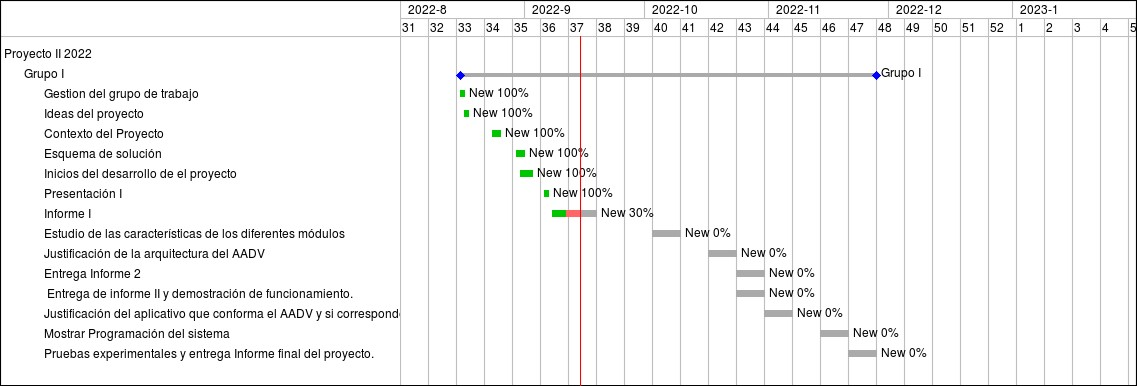 2022-8 2022-9 2022-10 2022-11 2022-12 2023-1
31 32 33 34 35 36 37 38 39 40 41 42 43 44 45 46 47 48 49 50 51 52 1 2 3 4 5
Proyecto II 2022
Grupo I Grupo I
Gestion del grupo de trabajo New 100%
Ideas del proyecto New 100%
Contexto del Proyecto New 100%
Esquema de solución New 100%
Inicios del desarrollo de el proyecto New 100%
Presentación I New 100%
Informe I New 30%
Estudio de las características de los diferentes módulos New 0%
Justificación de la arquitectura del AADV New 0%
Entrega Informe 2 New 0%
Entrega de informe II y demostración de funcionamiento. New 0%
Justificación del aplicativo que conforma el AADV y si correspond New 0%
Mostrar Programación del sistema New 0%
Pruebas experimentales y entrega Informe final del proyecto. New 0%